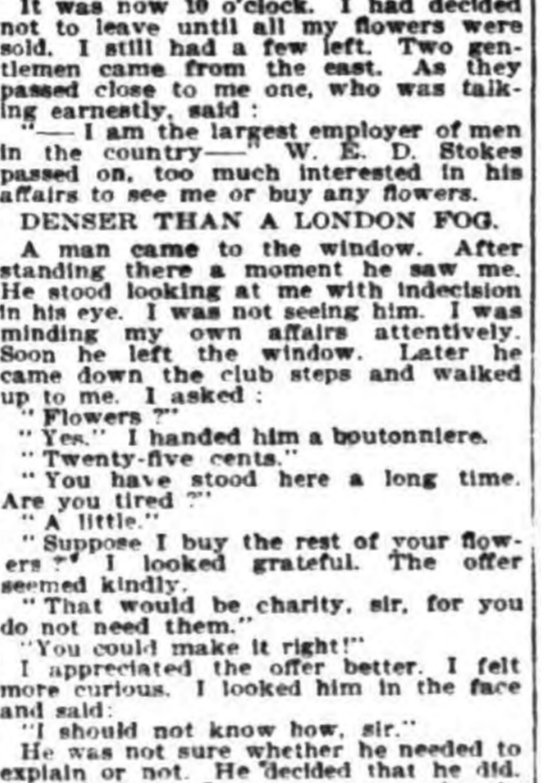 It was now 10 o'clock. I had decided
not to leave until all my flowers were
sold. I still had a few left. Two gen-
tlemen came from the east. As they
passed close to me one, who was talk-
ing earnestly, said :
"— I am the largest employer of men
in the country—" W. E. D. Stokes
passed on, too much interested in his
affairs to see me or buy any flowers.
DENSER THAN A LONDON FOG.
A man came to the window. After
standing there a moment he saw me.
He stood looking at me with indecision
in his eye. I was not seeing him. I was
minding my own affairs attentively.
Soon he left the window. Later he
came down the club steps and walked
up to me. I asked :
"Flowers ?"
"Yes." I handed him a boutonniere.
"Twenty-five cents."
"You have stood here a long time.
Are you tired ?"
"A little."
"Suppose I buy the rest of your flow-
ers ?" I looked grateful. The offer
seemed kindly.
"That would be charity, sir, for you
do not need them."
"You could make it right!"
I appreciated the offer better. I felt
more curious. I looked him in the face
and said:
"I should not know how, sir."
He was not sure whether he needed to
explain or not. He decided that he did.